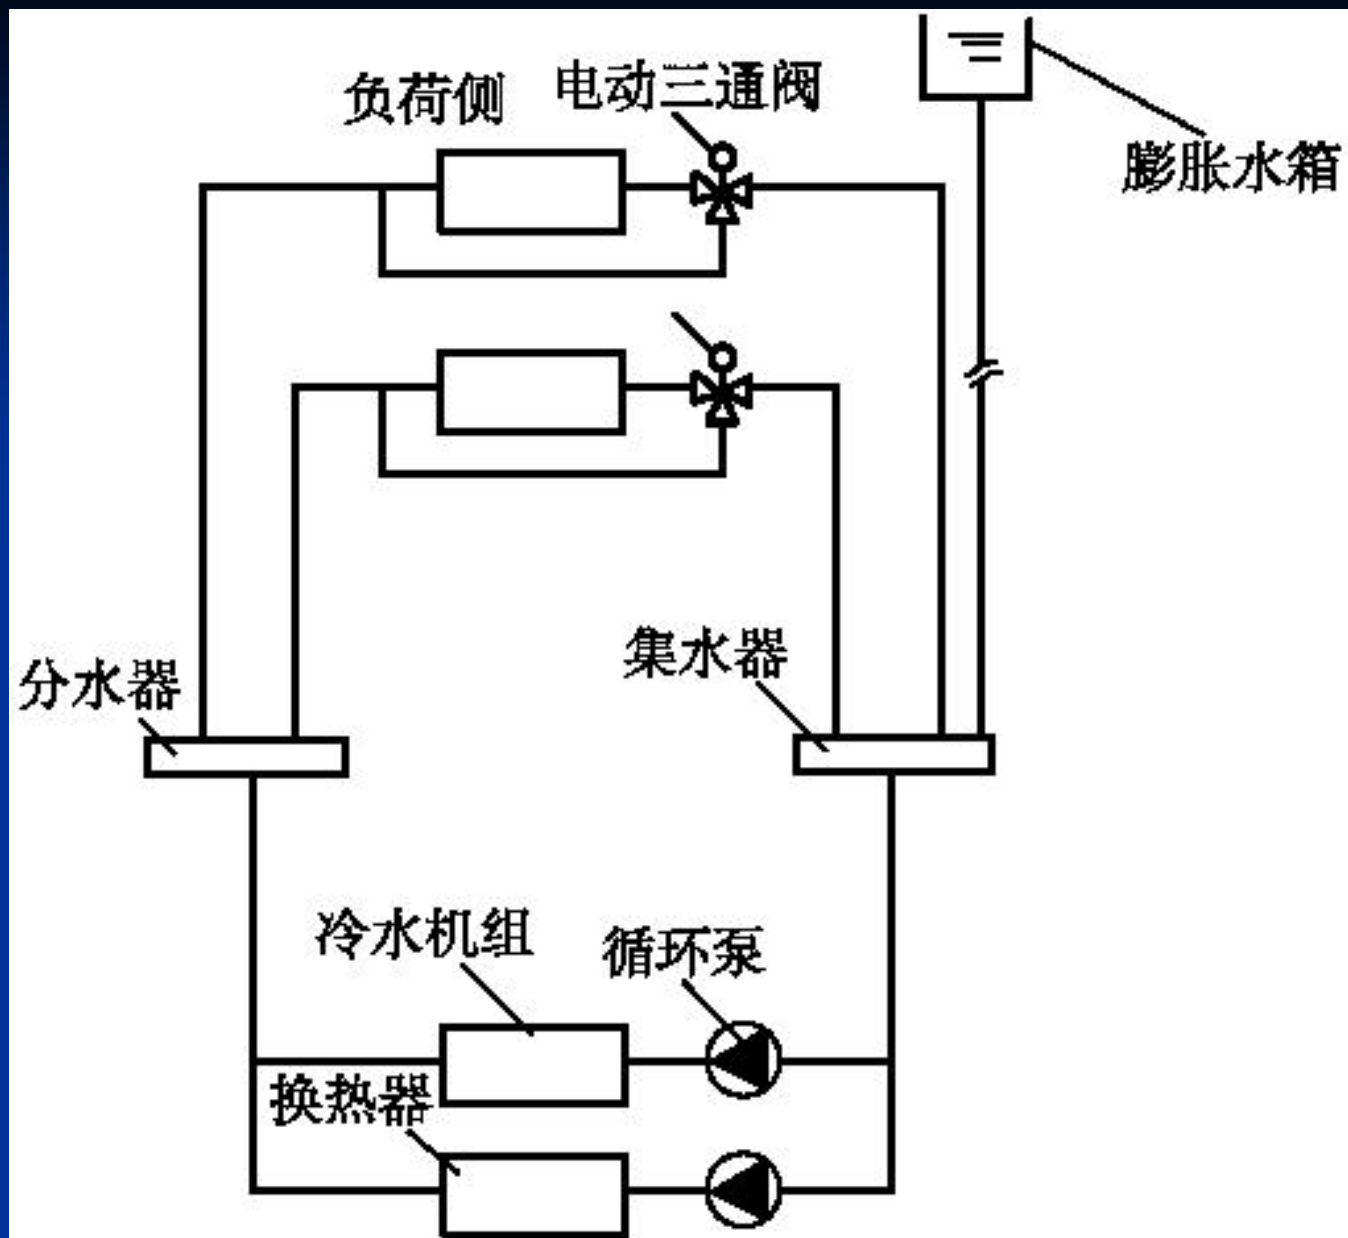 负荷侧
电动三通阀
膨胀水箱
分水器
集水器
冷水机组
循环泵
换热器